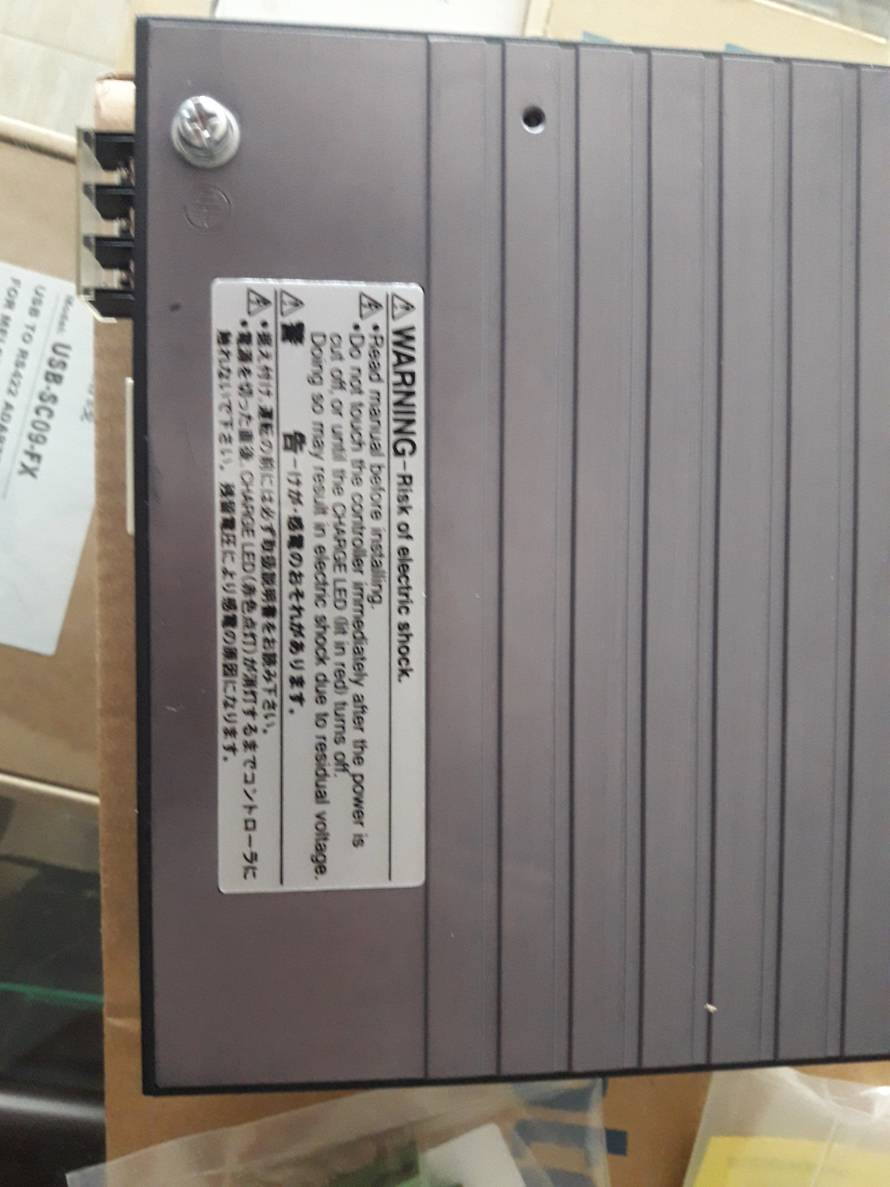 ⚠ WARNING-Risk of electric shock.
⚠ •Read manual before installing.
•Do not touch the controller immediately after the power is
cut off, or until the CHARGE LED (lit in red) turns off.
Doing so may result in electric shock due to residual voltage.
⚠ 警 告-けが・感電のおそれがあります。
⚠ •据え付け、運転の前には必ず取扱説明書をお読み下さい。
•電源を切った直後、CHARGE LED(赤色点灯)が消灯するまでコントローラに
触れないで下さい。残留電圧により感電の原因になります。
Model: USB-SC09-FX
USB TO RS422 ADAPT
FOR MEL